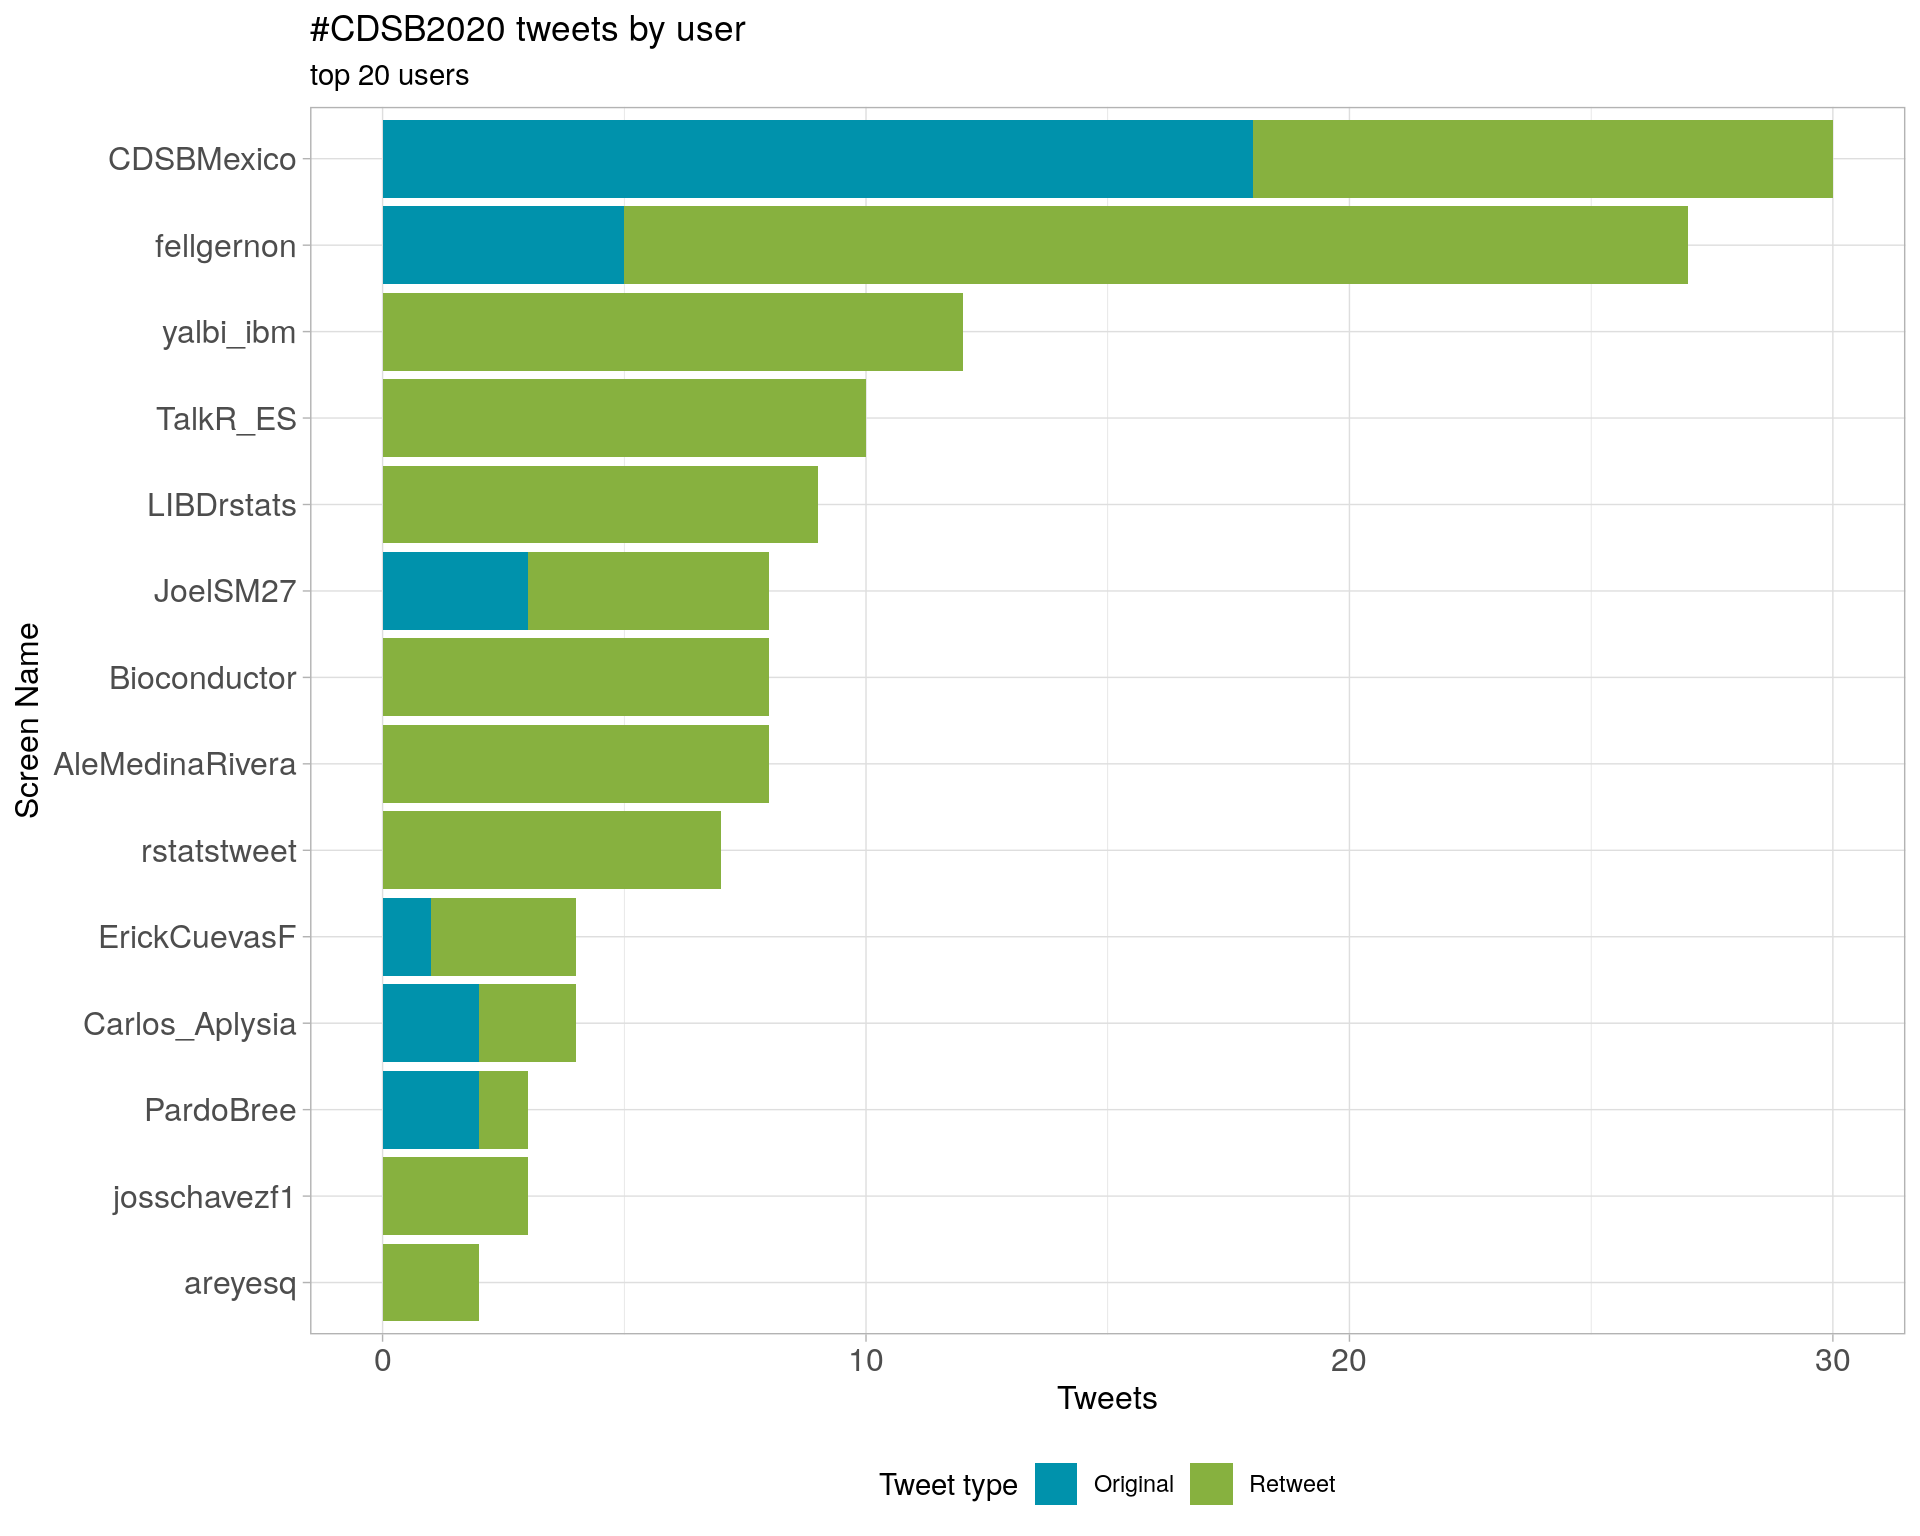 #CDSB2020 tweets by user
top 20 users
Screen Name
CDSBMexico
fellgernon
yalbi_ibm
TalkR_ES
LIBDrstats
JoelSM27
Bioconductor
AleMedinaRivera
rstatstweet
ErickCuevasF
Carlos_Aplysia
PardoBree
josschavezf1
areyesq
0 10 20 30
Tweets
Tweet type Original Retweet